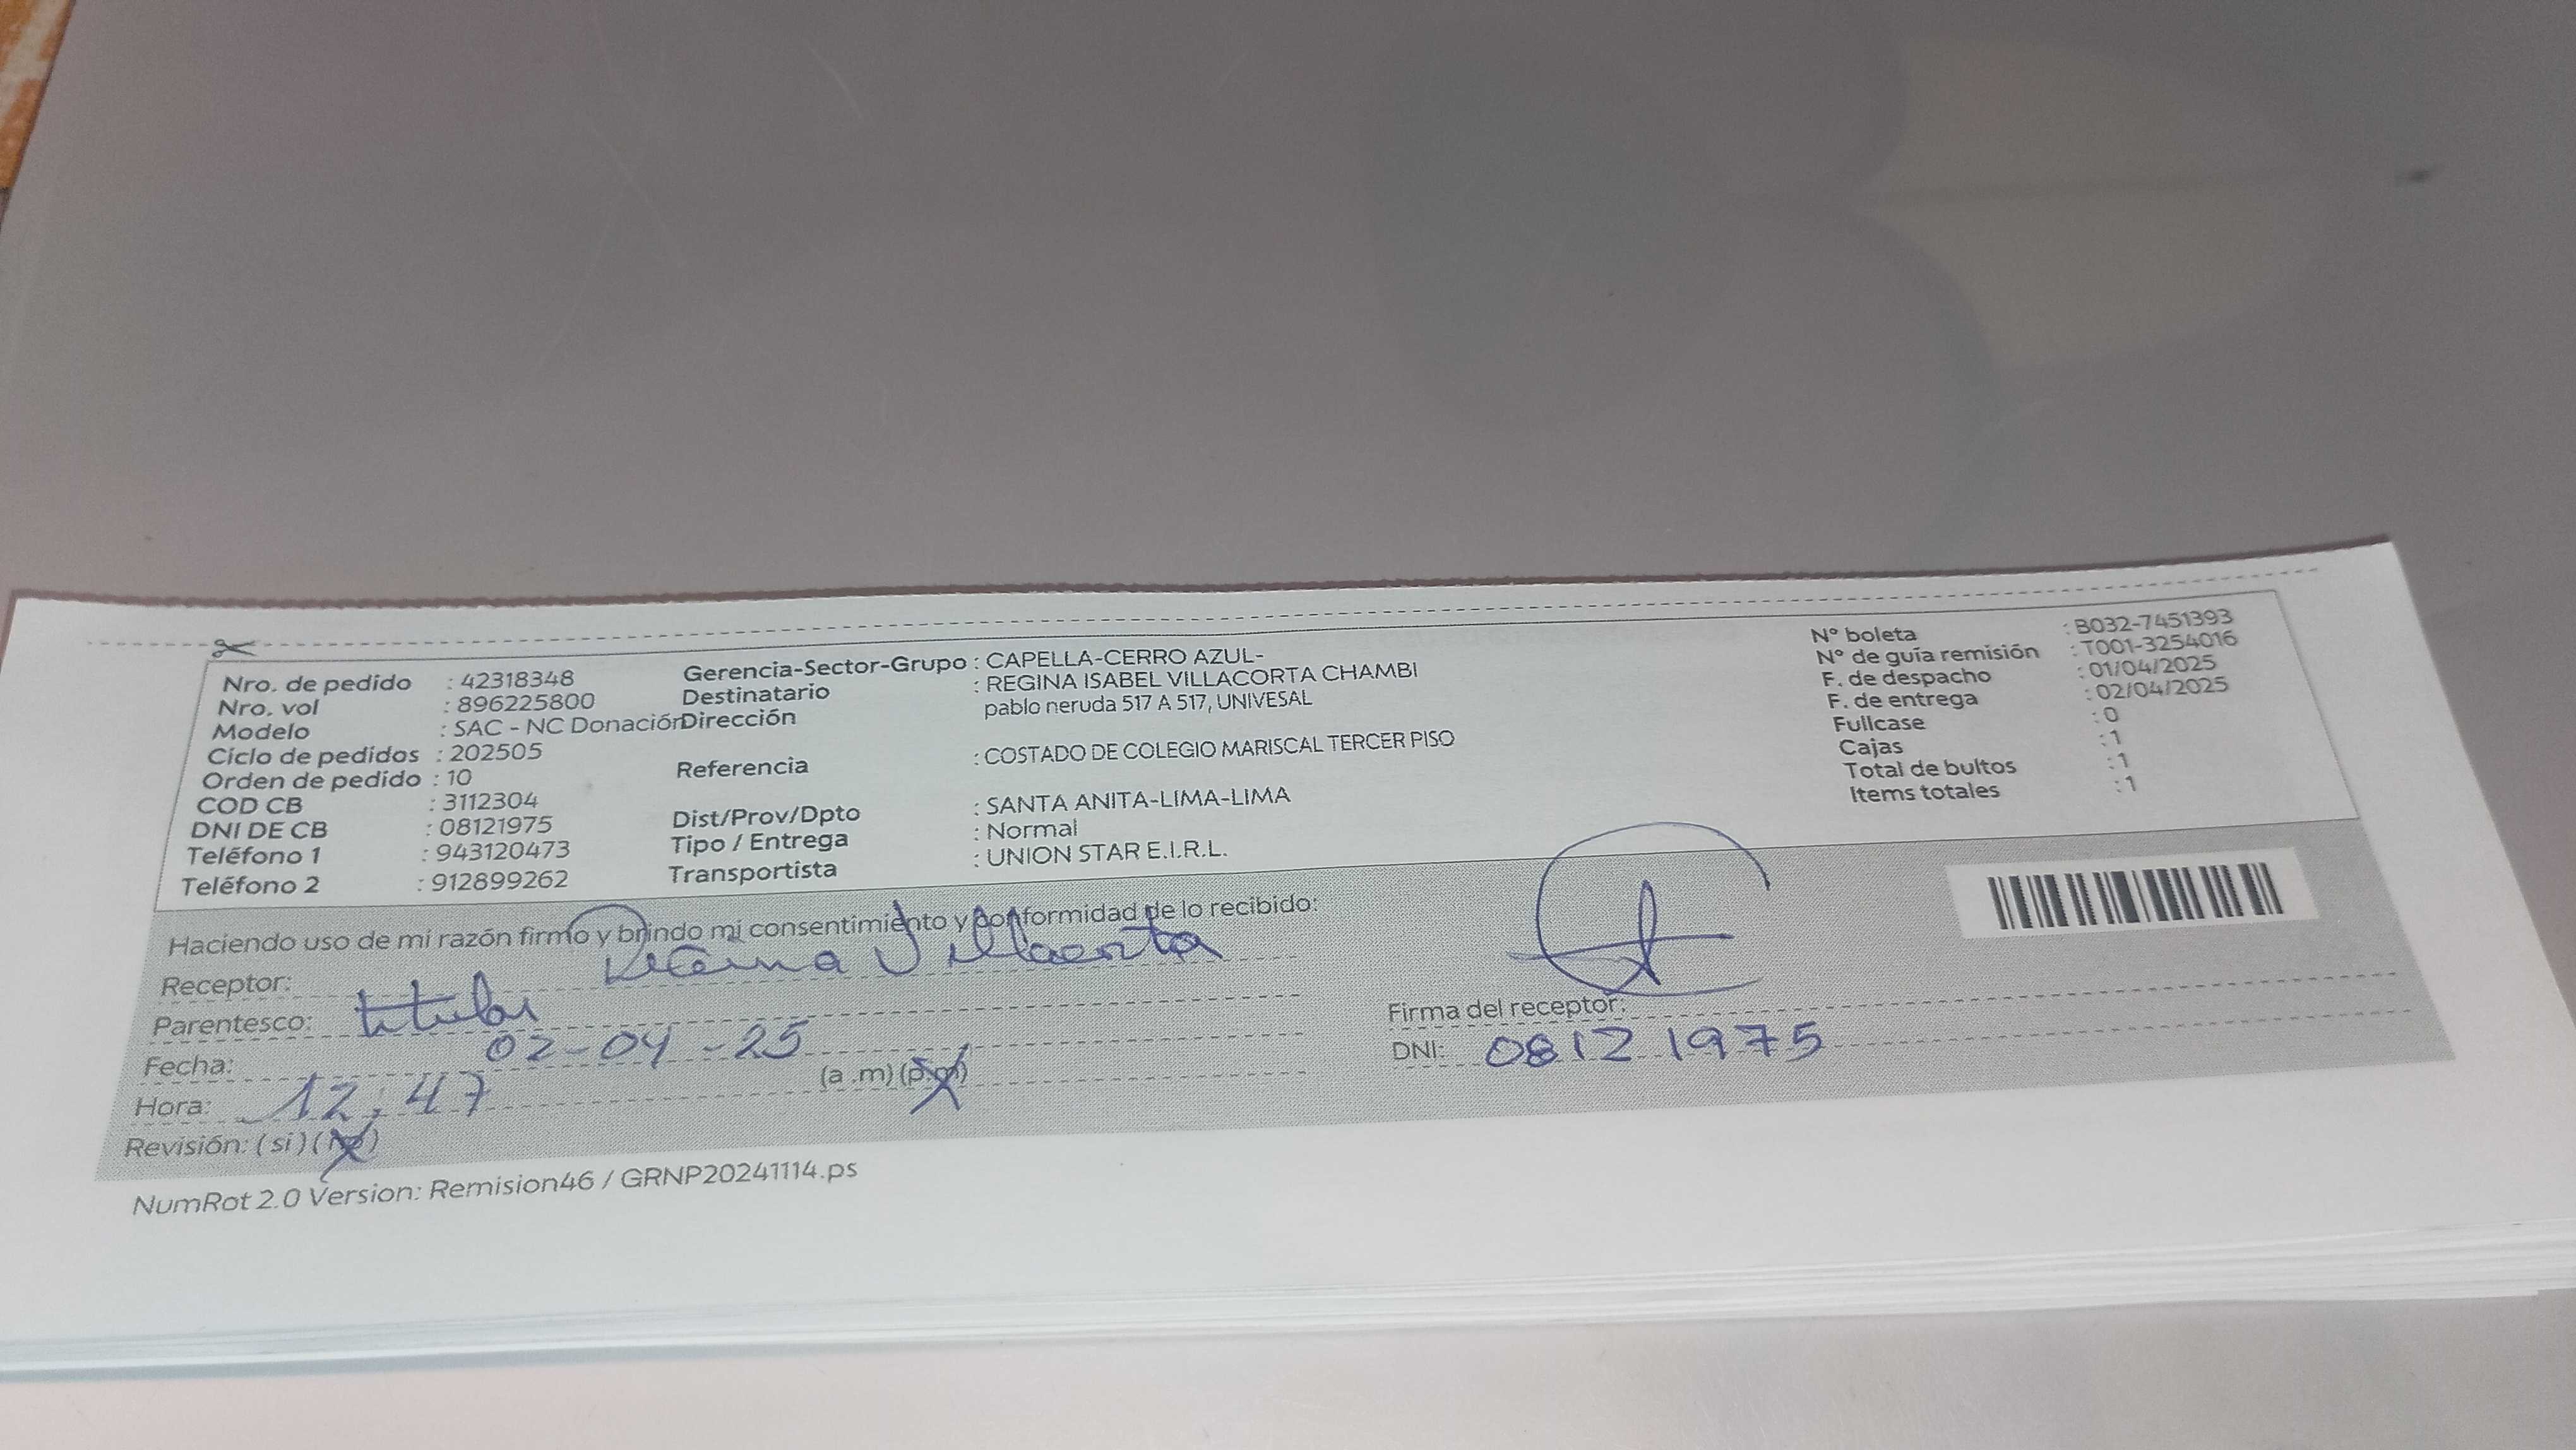 Nro. de pedido : 42318348
Nro. vol : 896225800
Modelo : SAC - NC Donación
Ciclo de pedidos : 202505
Orden de pedido : 10
COD CB : 3112304
DNI DE CB : 08121975
Teléfono 1 : 943120473
Teléfono 2 : 912899262
Gerencia-Sector-Grupo : CAPELLA-CERRO AZUL-
Destinatario : REGINA ISABEL VILLACORTA CHAMBI
Dirección pablo neruda 517 A 517, UNIVESAL
Referencia : COSTADO DE COLEGIO MARISCAL TERCER PISO
Dist/Prov/Dpto : SANTA ANITA-LIMA-LIMA
Tipo / Entrega : Normal
Transportista : UNION STAR E.I.R.L.
N° boleta : B032-7451393
N° de guía remisión : T001-3254016
F. de despacho : 01/04/2025
F. de entrega : 02/04/2025
Fullcase : 0
Cajas : 1
Total de bultos : 1
Items totales : 1
Haciendo uso de mi razón firmo y brindo mi consentimiento y conformidad de lo recibido:
Receptor: Regina Villacorta
Parentesco: titular
Fecha: 02-04-25
Hora: 12:47 (a .m) (p.m)
Revisión: ( si ) ( no )
Firma del receptor:
DNI: 08121975
NumRot 2.0 Version: Remision46 / GRNP20241114.ps